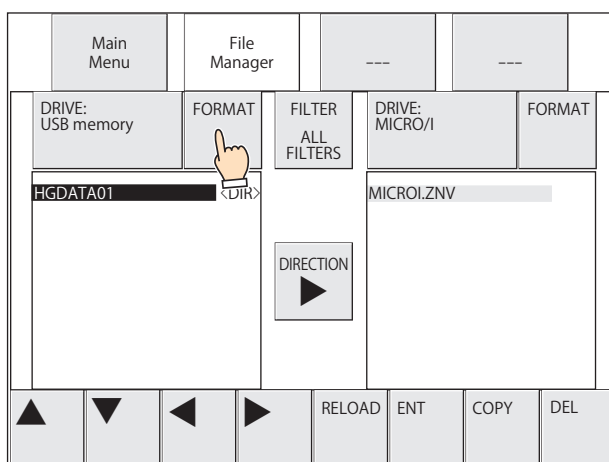 Main
Menu
File
Manager
---
---
DRIVE:
USB memory
FORMAT
FILTER
ALL
FILTERS
DRIVE:
MICRO/I
FORMAT
HGDATA01 <DIR>
MICROI.ZNV
DIRECTION
RELOAD
ENT
COPY
DEL